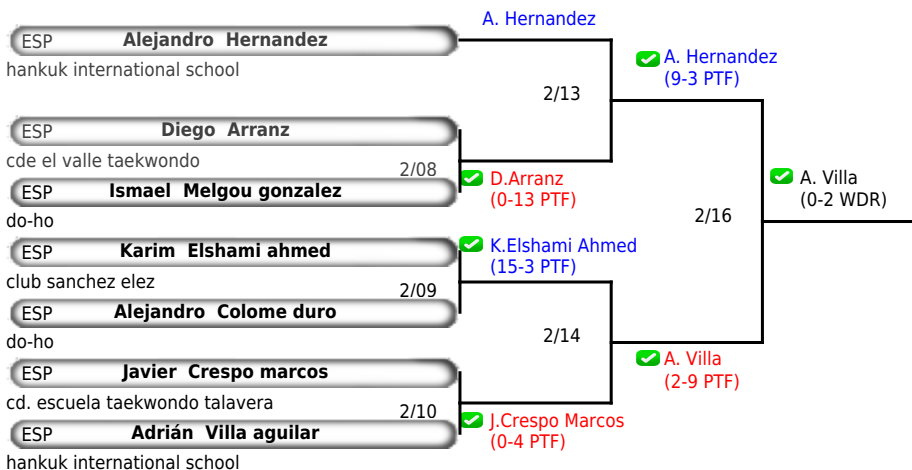 A. Hernandez
ESP Alejandro Hernandez
hankuk international school
A. Hernandez
(9-3 PTF)
2/13
ESP Diego Arranz
cde el valle taekwondo
2/08
D.Arranz
(0-13 PTF)
ESP Ismael Melgou gonzalez
do-ho
A. Villa
(0-2 WDR)
2/16
ESP Karim Elshami ahmed
club sanchez elez
K.Elshami Ahmed
(15-3 PTF)
2/09
ESP Alejandro Colome duro
do-ho
2/14
A. Villa
(2-9 PTF)
ESP Javier Crespo marcos
cd. escuela taekwondo talavera
2/10
J.Crespo Marcos
(0-4 PTF)
ESP Adrián Villa aguilar
hankuk international school